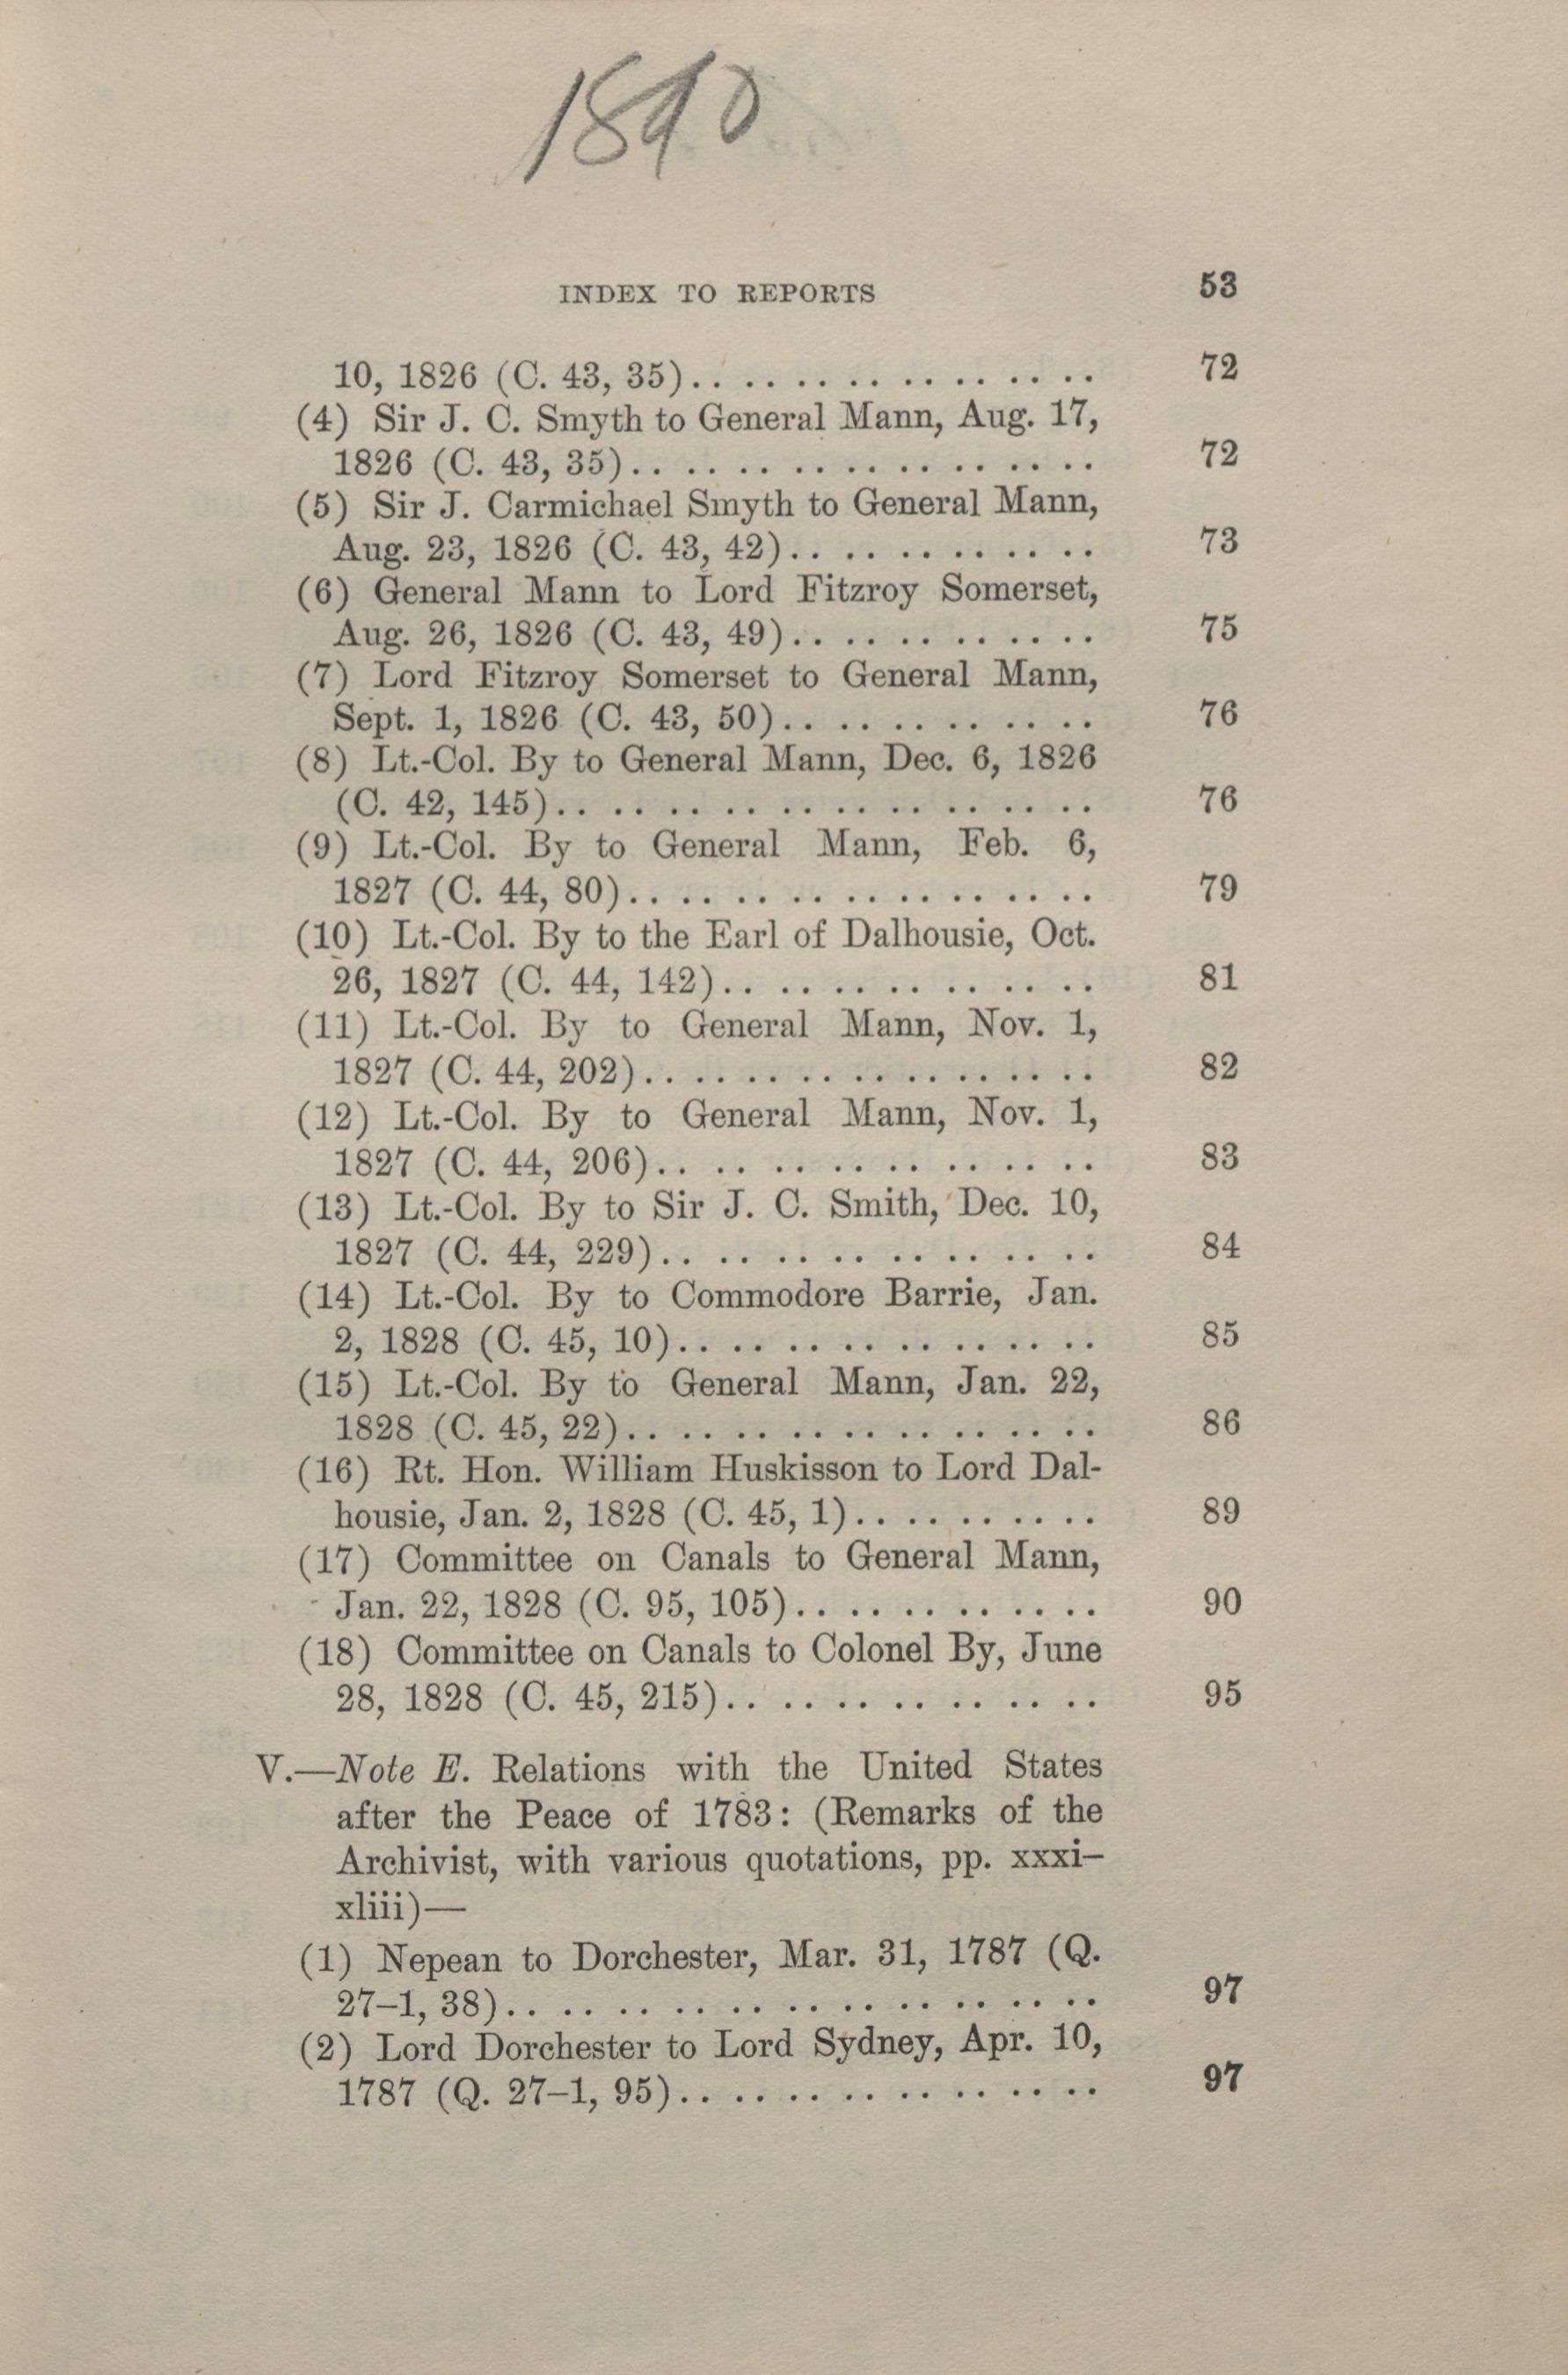 1890
INDEX TO REPORTS 53
10, 1826 (C. 43, 35)................ 72
(4) Sir J. C. Smyth to General Mann, Aug. 17,
1826 (C. 43, 35).................. 72
(5) Sir J. Carmichael Smyth to General Mann,
Aug. 23, 1826 (C. 43, 42)............ 73
(6) General Mann to Lord Fitzroy Somerset,
Aug. 26, 1826 (C. 43, 49)............ 75
(7) Lord Fitzroy Somerset to General Mann,
Sept. 1, 1826 (C. 43, 50)............ 76
(8) Lt.-Col. By to General Mann, Dec. 6, 1826
(C. 42, 145).................... 76
(9) Lt.-Col. By to General Mann, Feb. 6,
1827 (C. 44, 80).................. 79
(10) Lt.-Col. By to the Earl of Dalhousie, Oct.
26, 1827 (C. 44, 142).............. 81
(11) Lt.-Col. By to General Mann, Nov. 1,
1827 (C. 44, 202).................. 82
(12) Lt.-Col. By to General Mann, Nov. 1,
1827 (C. 44, 206)................ 83
(13) Lt.-Col. By to Sir J. C. Smith, Dec. 10,
1827 (C. 44, 229)................ 84
(14) Lt.-Col. By to Commodore Barrie, Jan.
2, 1828 (C. 45, 10)................ 85
(15) Lt.-Col. By to General Mann, Jan. 22,
1828 (C. 45, 22).................. 86
(16) Rt. Hon. William Huskisson to Lord Dal-
housie, Jan. 2, 1828 (C. 45, 1).......... 89
(17) Committee on Canals to General Mann,
Jan. 22, 1828 (C. 95, 105)............ 90
(18) Committee on Canals to Colonel By, June
28, 1828 (C. 45, 215).............. 95
V.—Note E. Relations with the United States
after the Peace of 1783: (Remarks of the
Archivist, with various quotations, pp. xxxi–
xliii)—
(1) Nepean to Dorchester, Mar. 31, 1787 (Q.
27–1, 38)...................... 97
(2) Lord Dorchester to Lord Sydney, Apr. 10,
1787 (Q. 27–1, 95)................ 97